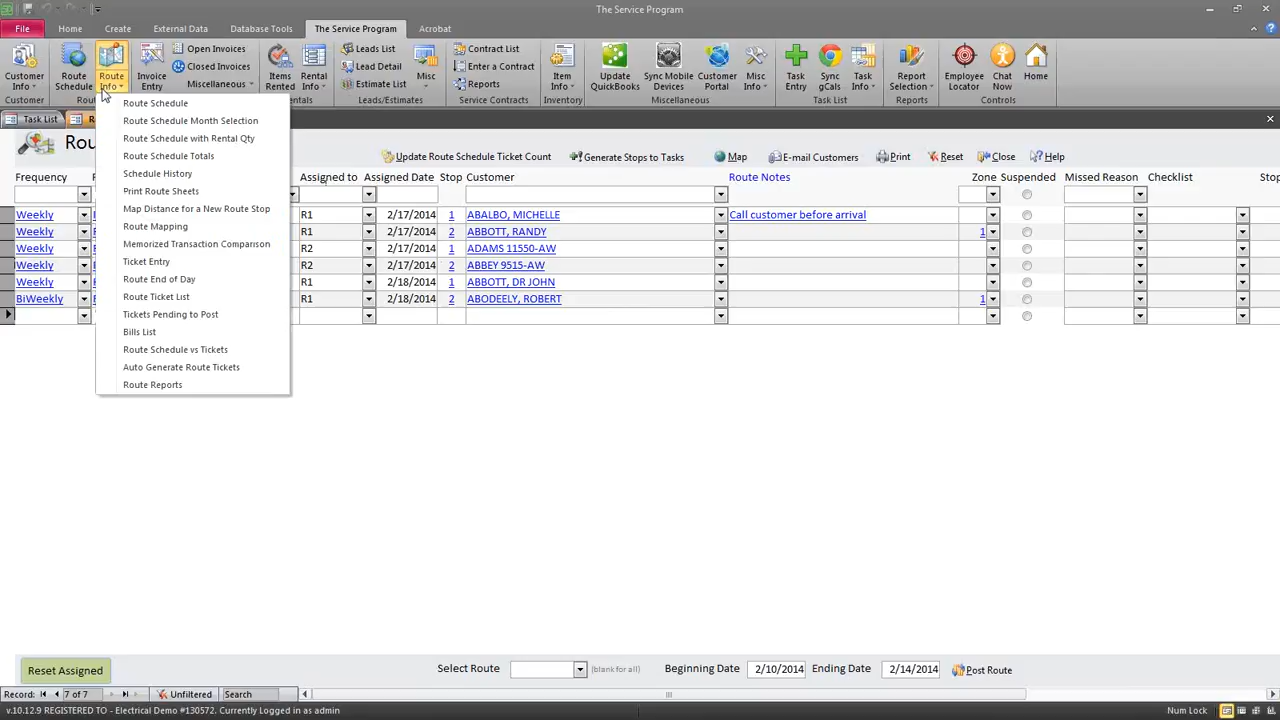 The Service Program
File Home Create External Data Database Tools The Service Program Acrobat
Customer Info Route Schedule Route Info Invoice Entry Open Invoices Closed Invoices Miscellaneous Items Rented Rental Info Leads List Lead Detail Estimate List Misc Contract List Enter a Contract Reports Item Info Update QuickBooks Sync Mobile Devices Customer Portal Misc Info Task Entry Sync gCals Task Info Report Selection Employee Locator Chat Now Home
Customer Leads/Estimates Service Contracts Inventory Miscellaneous Task List Reports Controls
Task List
Update Route Schedule Ticket Count Generate Stops to Tasks Map E-mail Customers Print Reset Close Help
Frequency Assigned to Assigned Date Stop Customer Route Notes Zone Suspended Missed Reason Checklist
Weekly R1 2/17/2014 1 ABALBO, MICHELLE Call customer before arrival
Weekly R1 2/17/2014 2 ABBOTT, RANDY 1
Weekly R2 2/17/2014 1 ADAMS 11550-AW
Weekly R2 2/17/2014 2 ABBEY 9515-AW
Weekly R1 2/18/2014 1 ABBOTT, DR JOHN
BiWeekly R1 2/18/2014 2 ABODEELY, ROBERT 1
Route Schedule
Route Schedule Month Selection
Route Schedule with Rental Qty
Route Schedule Totals
Schedule History
Print Route Sheets
Map Distance for a New Route Stop
Route Mapping
Memorized Transaction Comparison
Ticket Entry
Route End of Day
Route Ticket List
Tickets Pending to Post
Bills List
Route Schedule vs Tickets
Auto Generate Route Tickets
Route Reports
Reset Assigned Select Route (blank for all) Beginning Date 2/10/2014 Ending Date 2/14/2014 Post Route
Record: 7 of 7 Unfiltered Search
v.10.12.9 REGISTERED TO - Electrical Demo #130572. Currently Logged in as admin Num Lock